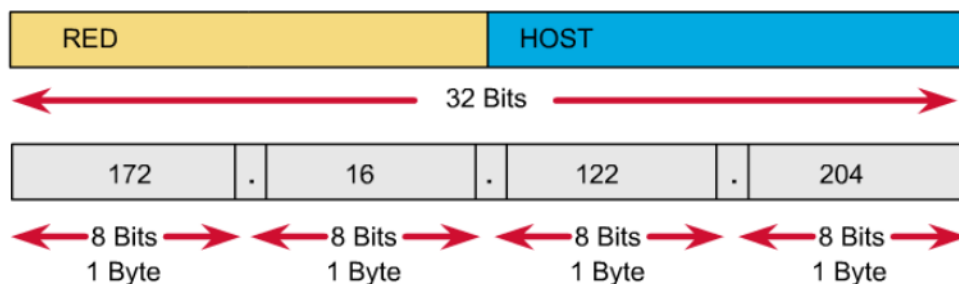 RED HOST
32 Bits
172 . 16 . 122 . 204
8 Bits 8 Bits 8 Bits 8 Bits
1 Byte 1 Byte 1 Byte 1 Byte